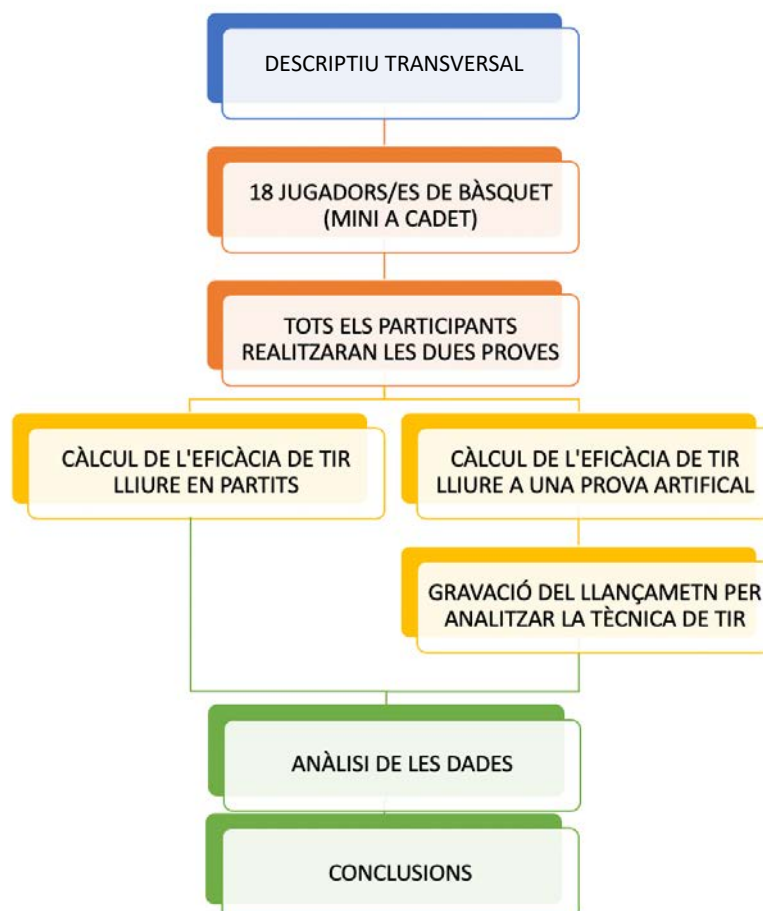 DESCRIPTIU TRANSVERSAL
18 JUGADORS/ES DE BÀSQUET
(MINI A CADET)
TOTS ELS PARTICIPANTS
REALITZARAN LES DUES PROVES
CÀLCUL DE L'EFICÀCIA DE TIR
LLIURE EN PARTITS
CÀLCUL DE L'EFICÀCIA DE TIR
LLIURE A UNA PROVA ARTIFICAL
GRAVACIÓ DEL LLANÇAMETN PER
ANALITZAR LA TÈCNICA DE TIR
ANÀLISI DE LES DADES
CONCLUSIONS